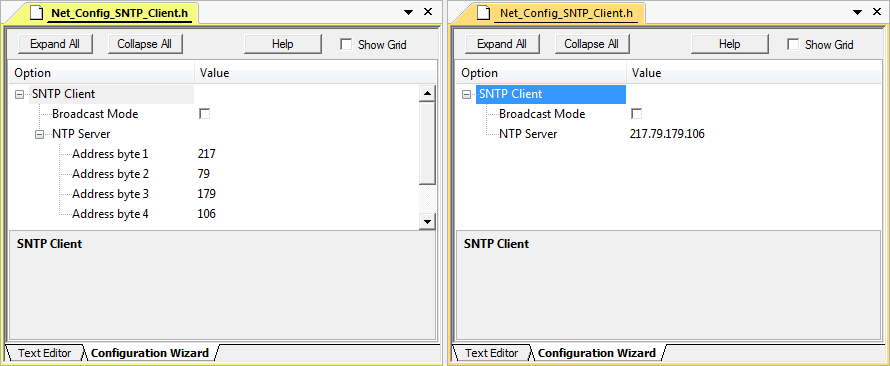 Net_Config_SNTP_Client.h
Expand All Collapse All Help Show Grid
Option Value
SNTP Client
Broadcast Mode
NTP Server
Address byte 1 217
Address byte 2 79
Address byte 3 179
Address byte 4 106
SNTP Client
Text Editor Configuration Wizard
Net_Config_SNTP_Client.h
Expand All Collapse All Help Show Grid
Option Value
SNTP Client
Broadcast Mode
NTP Server 217.79.179.106
SNTP Client
Text Editor Configuration Wizard